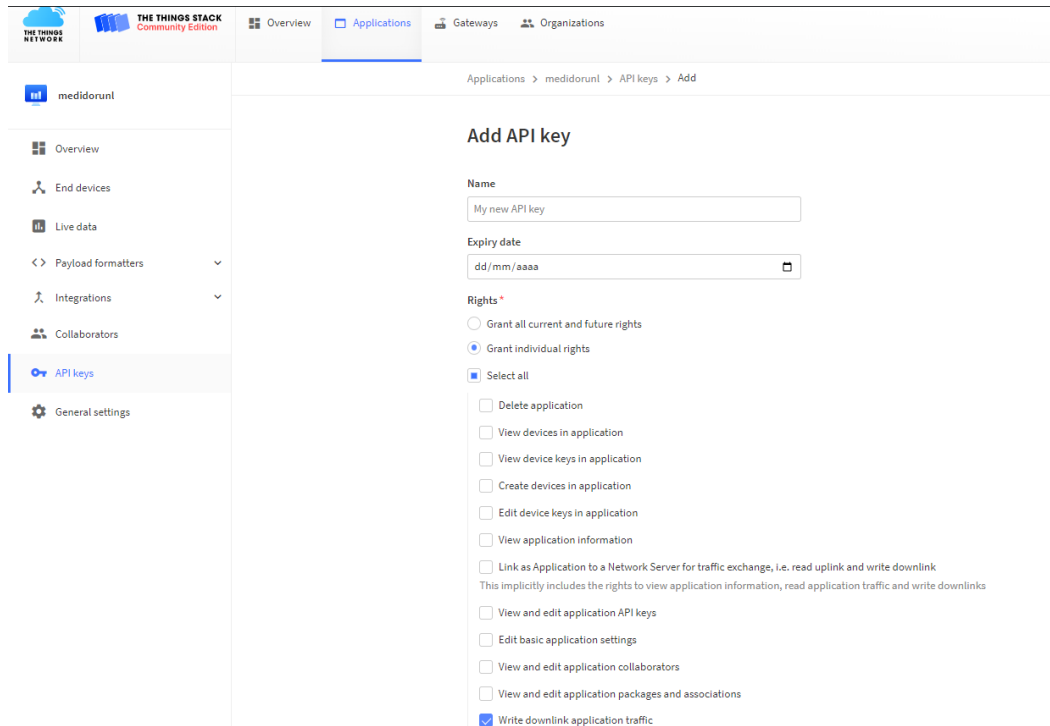 THE THINGS
NETWORK
THE THINGS STACK
Community Edition
Overview
Applications
Gateways
Organizations
medidorunl
Overview
End devices
Live data
Payload formatters
Integrations
Collaborators
API keys
General settings
Applications > medidorunl > API keys > Add
Add API key
Name
My new API key
Expiry date
dd/mm/aaaa
Rights*
Grant all current and future rights
Grant individual rights
Select all
Delete application
View devices in application
View device keys in application
Create devices in application
Edit device keys in application
View application information
Link as Application to a Network Server for traffic exchange, i.e. read uplink and write downlink
This implicitly includes the rights to view application information, read application traffic and write downlinks
View and edit application API keys
Edit basic application settings
View and edit application collaborators
View and edit application packages and associations
Write downlink application traffic